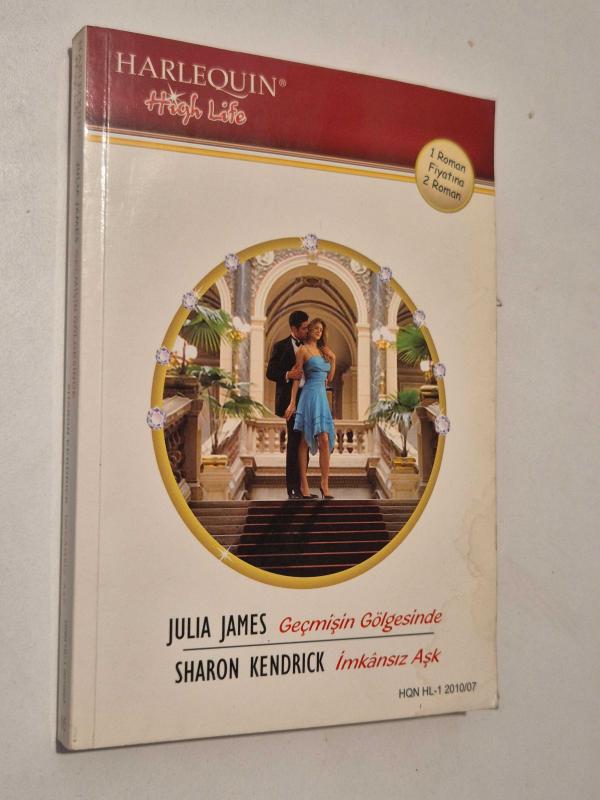 HARLEQUIN®
High Life
1 Roman
Fiyatına
2 Roman
JULIA JAMES Geçmişin Gölgesinde
SHARON KENDRICK İmkânsız Aşk
HQN HL-1 2010/07